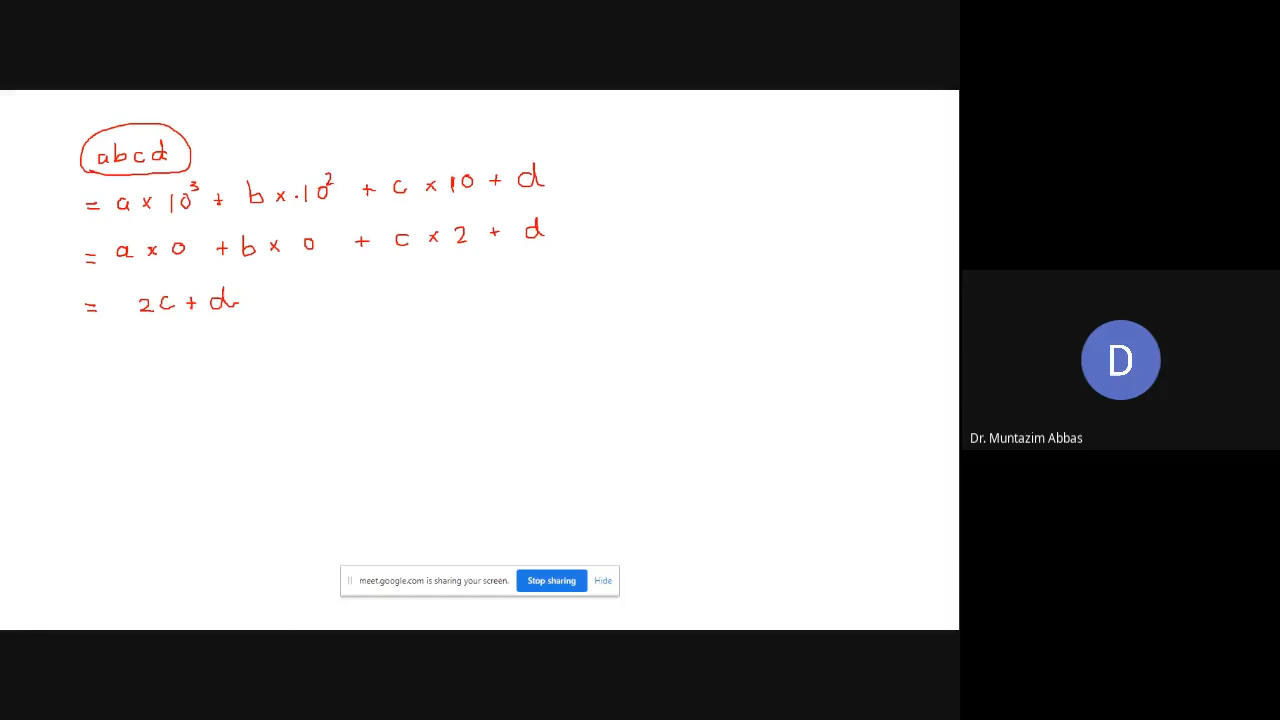 abcd
= a × 10³ + b × . 10² + c × 10 + d
= a × 0 + b × 0 + c × 2 + d
= 2c + d
D
Dr. Muntazim Abbas
meet.google.com is sharing your screen. Stop sharing Hide